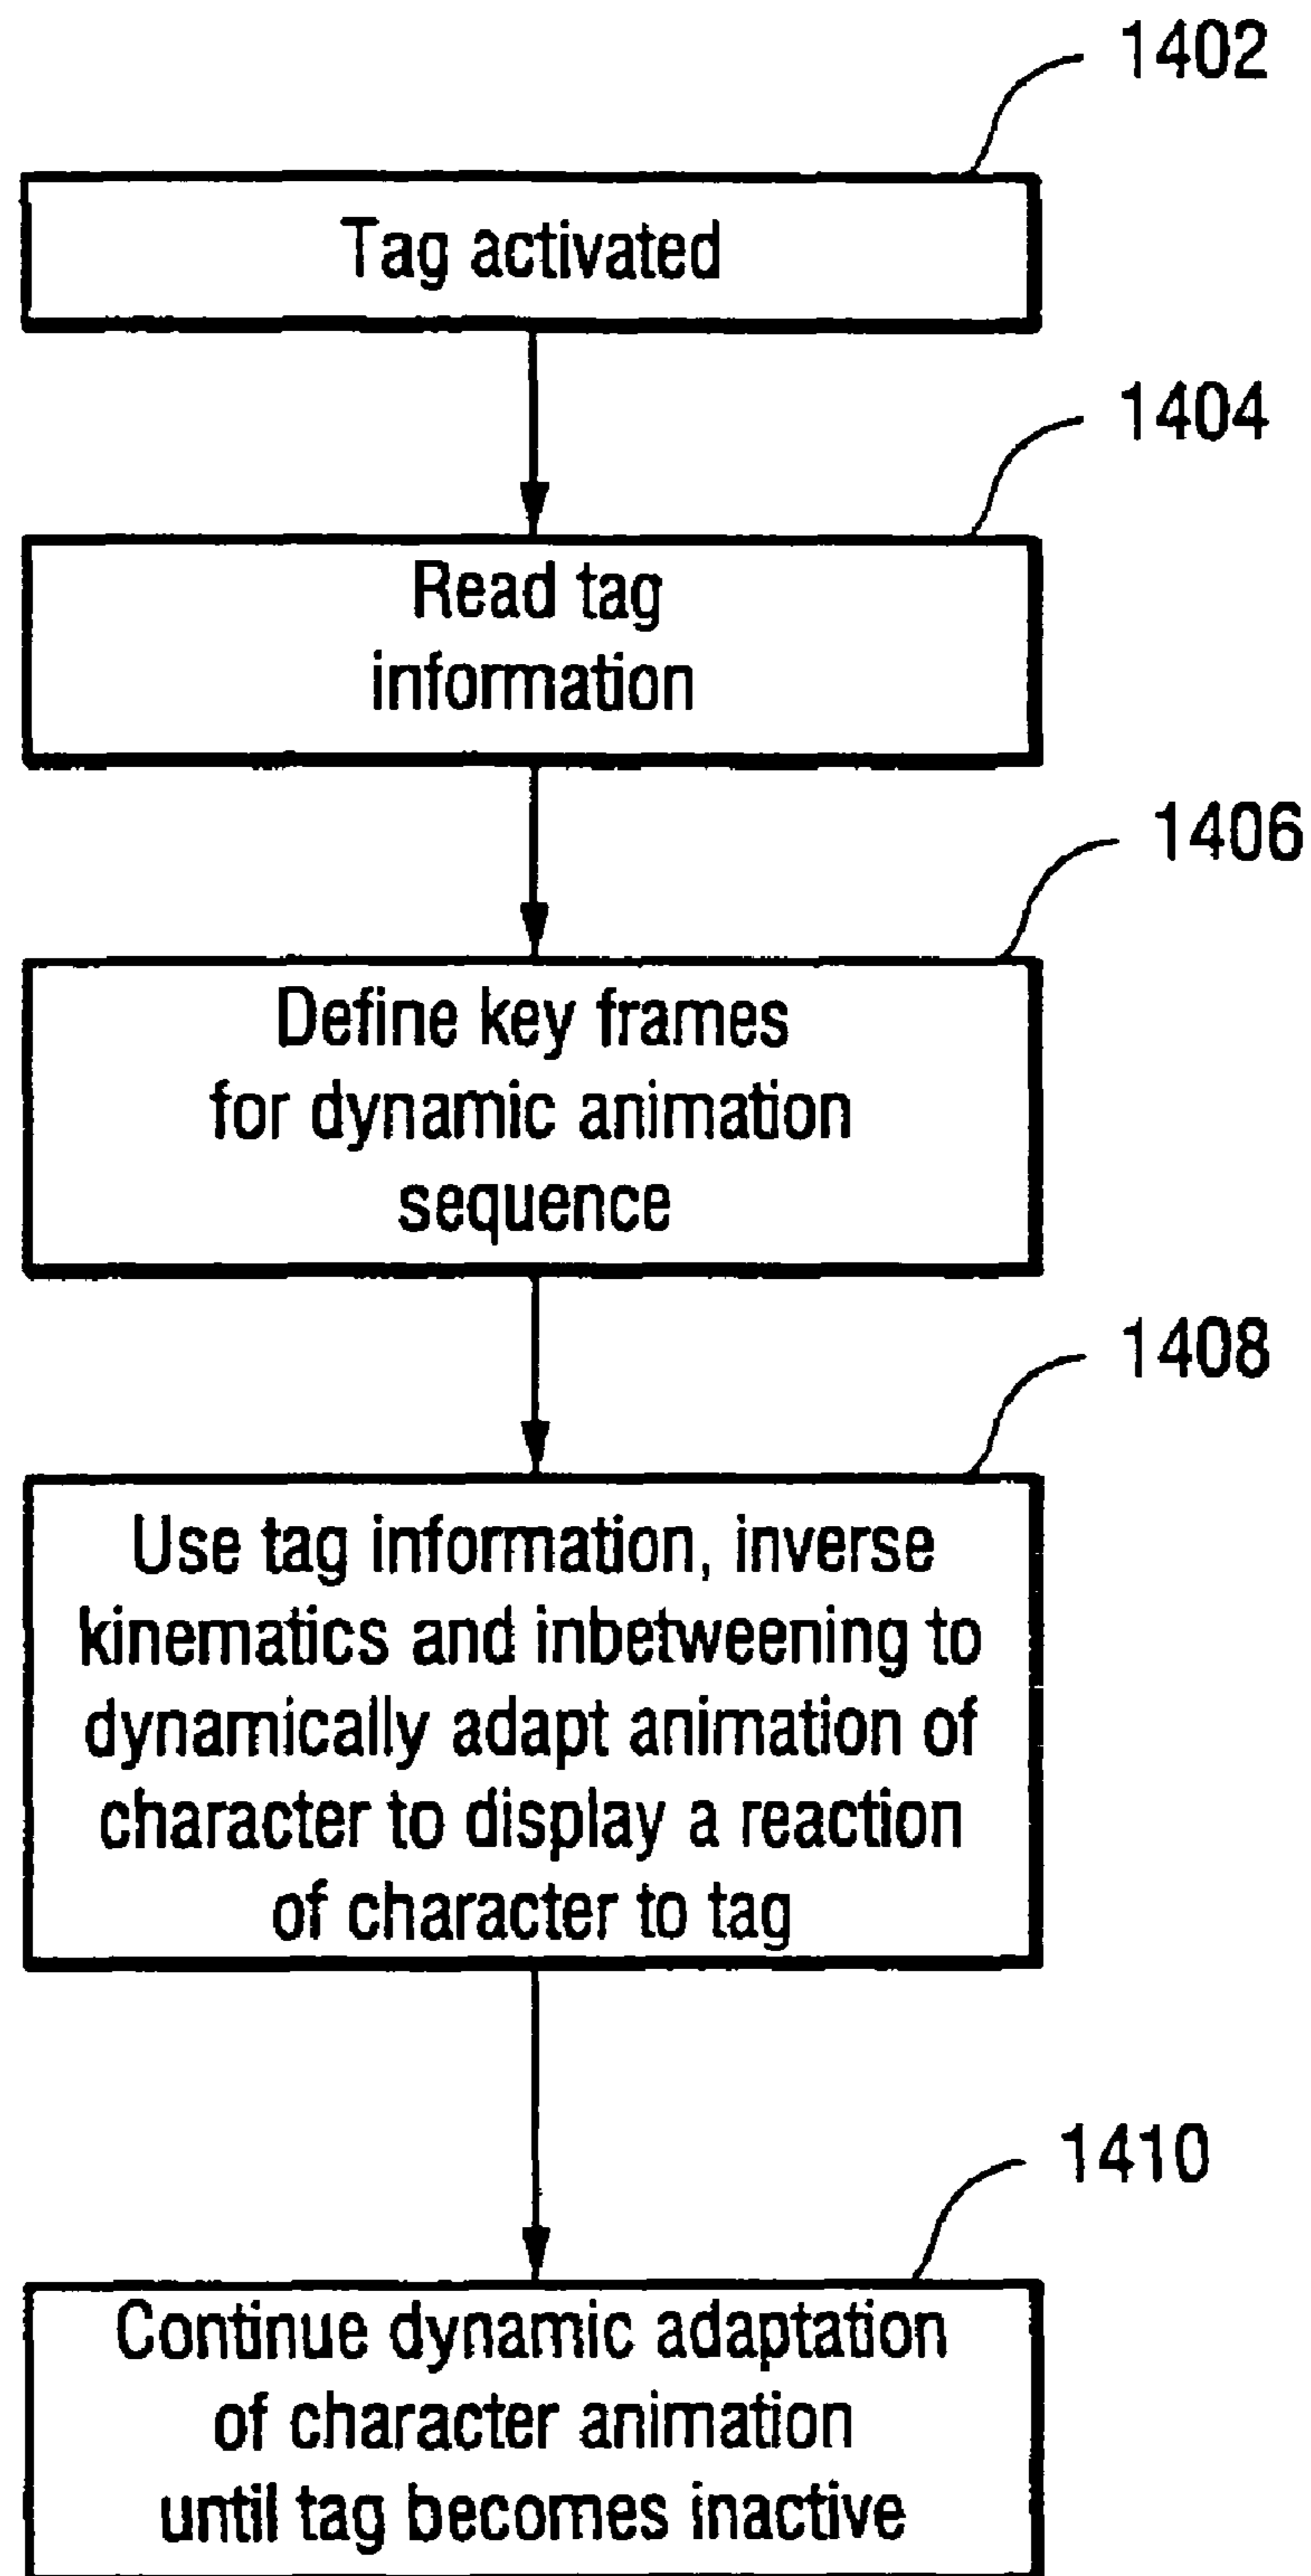 1402
Tag activated
1404
Read tag
information
1406
Define key frames
for dynamic animation
sequence
1408
Use tag information, inverse
kinematics and inbetweening to
dynamically adapt animation of
character to display a reaction
of character to tag
1410
Continue dynamic adaptation
of character animation
until tag becomes inactive